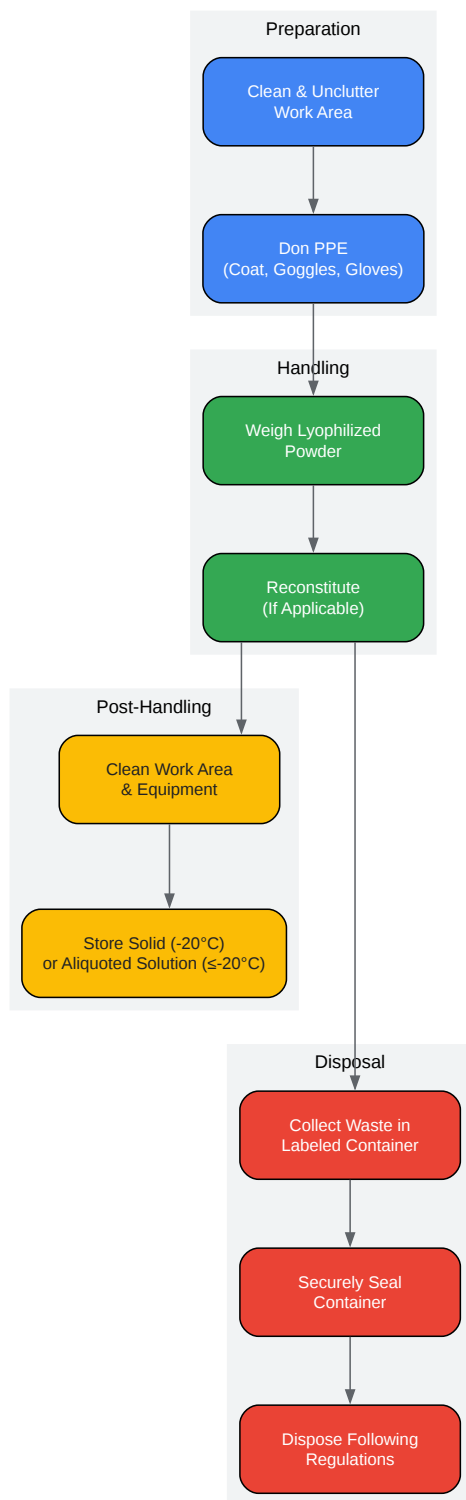 Preparation
Clean & Unclutter
Work Area
Don PPE
(Coat, Goggles, Gloves)
Handling
Weigh Lyophilized
Powder
Reconstitute
(If Applicable)
Post-Handling
Clean Work Area
& Equipment
Store Solid (-20°C)
or Aliquoted Solution (≤-20°C)
Disposal
Collect Waste in
Labeled Container
Securely Seal
Container
Dispose Following
Regulations